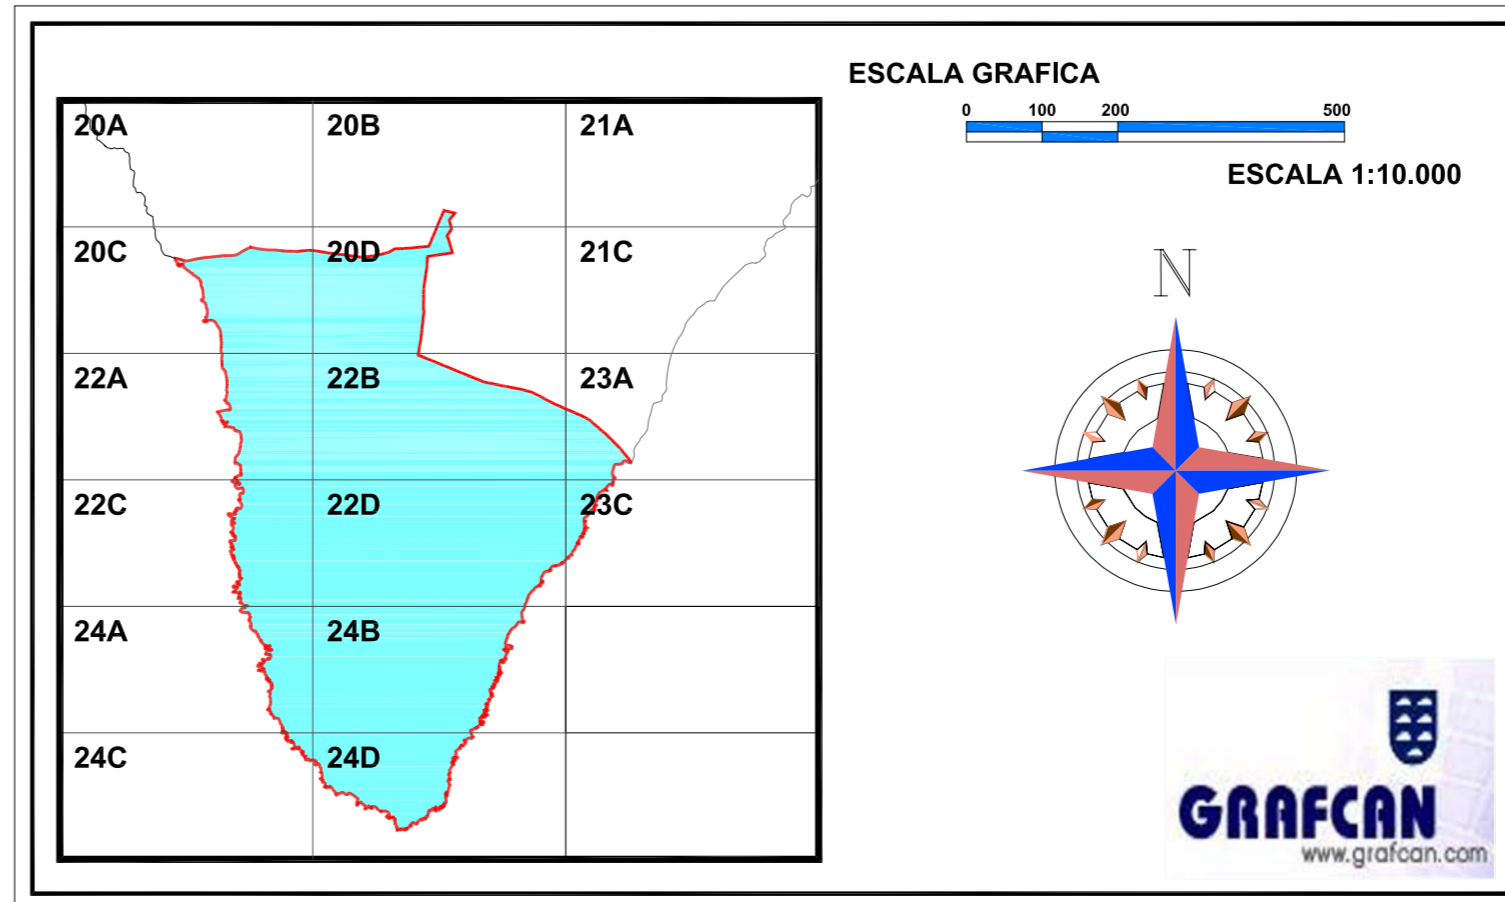 ESCALA GRAFICA
0 100 200 500
ESCALA 1:10.000
20A 20B 21A
20C 20D 21C
22A 22B 23A
22C 22D 23C
24A 24B
24C 24D
N
GRAFCAN
www.grafcan.com